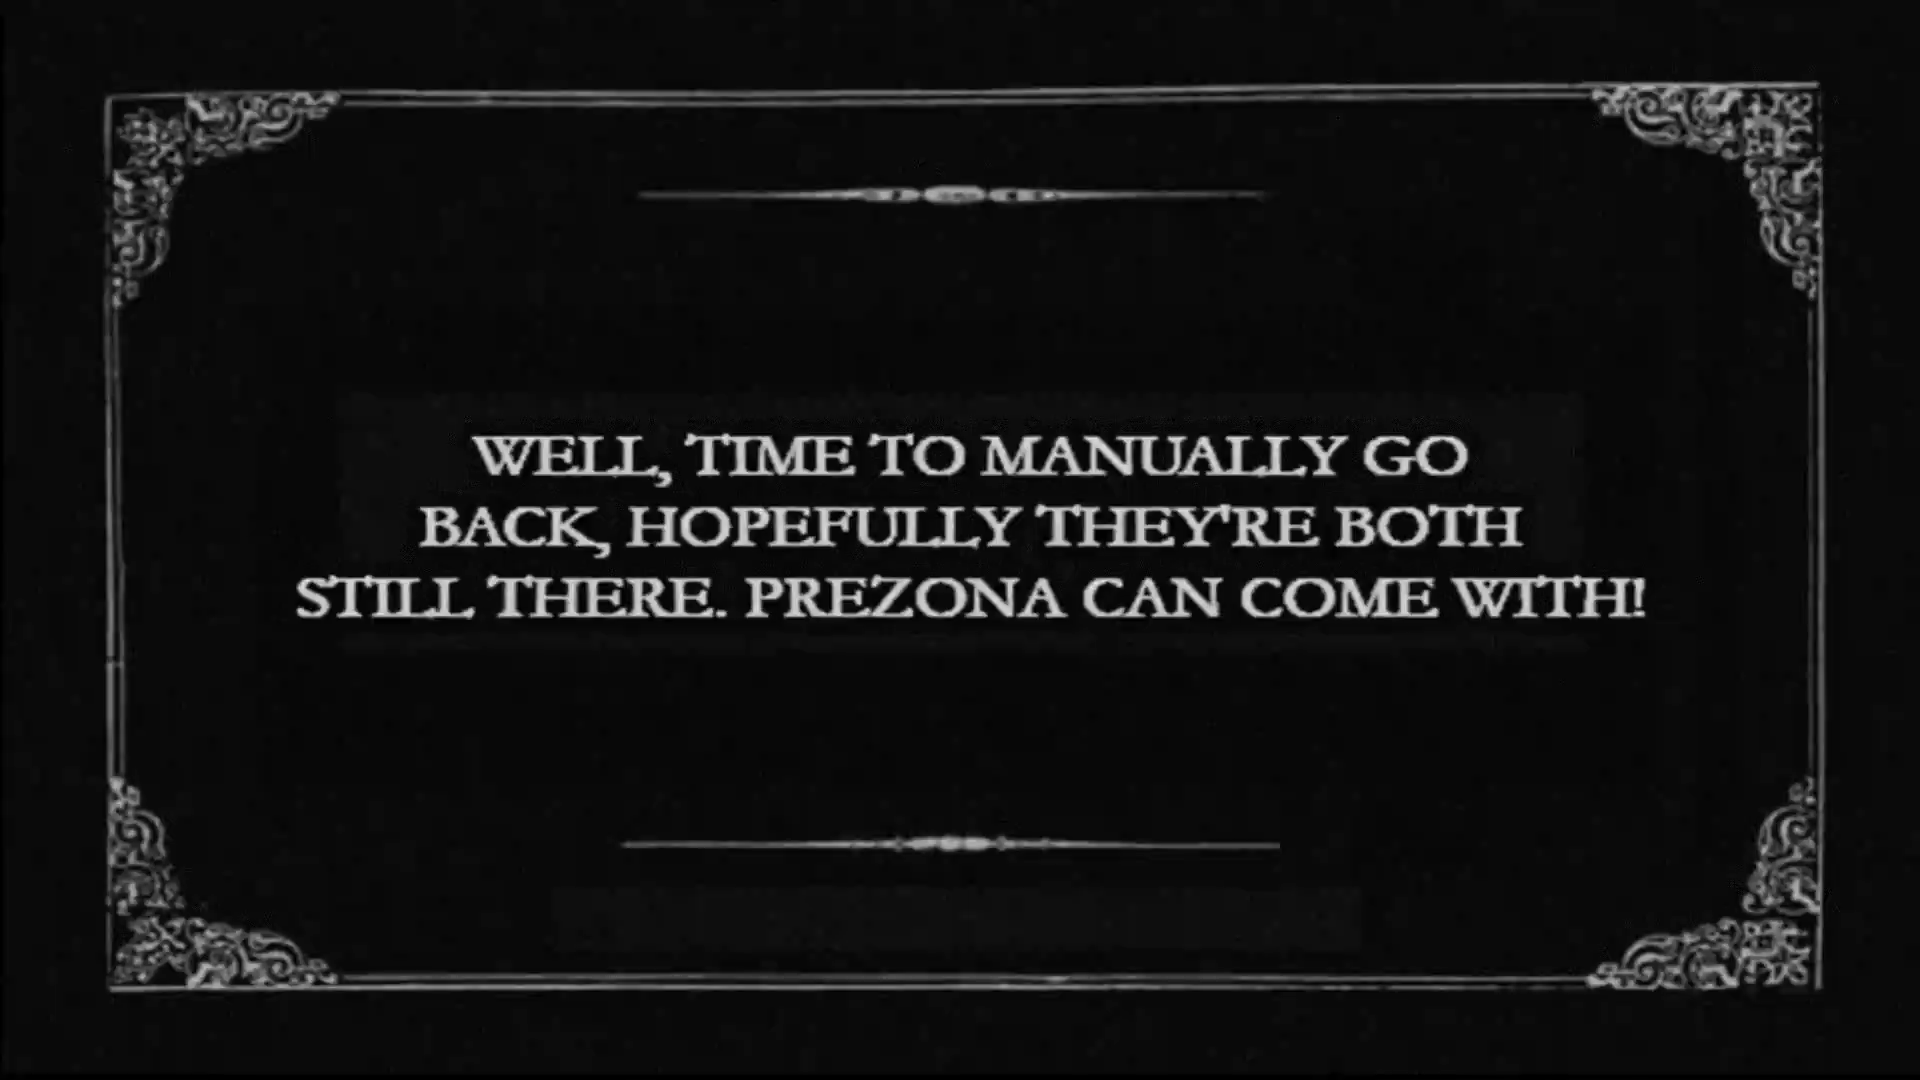 WELL, TIME TO MANUALLY GO
BACK, HOPEFULLY THEY'RE BOTH
STILL THERE. PREZONA CAN COME WITH!